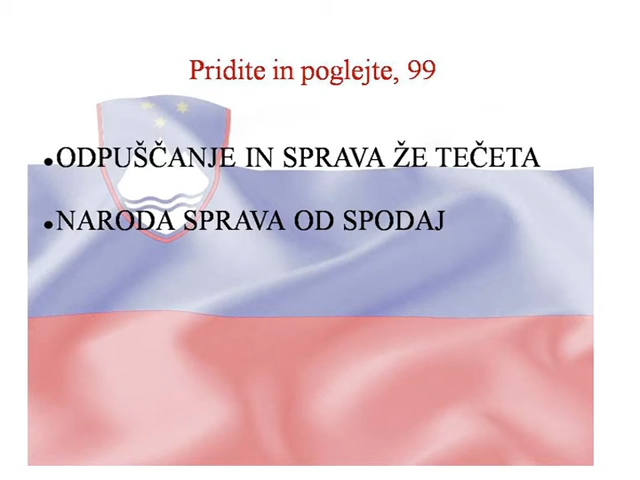 Pridite in poglejte, 99
• ODPUŠČANJE IN SPRAVA ŽE TEČETA
• NARODA SPRAVA OD SPODAJ